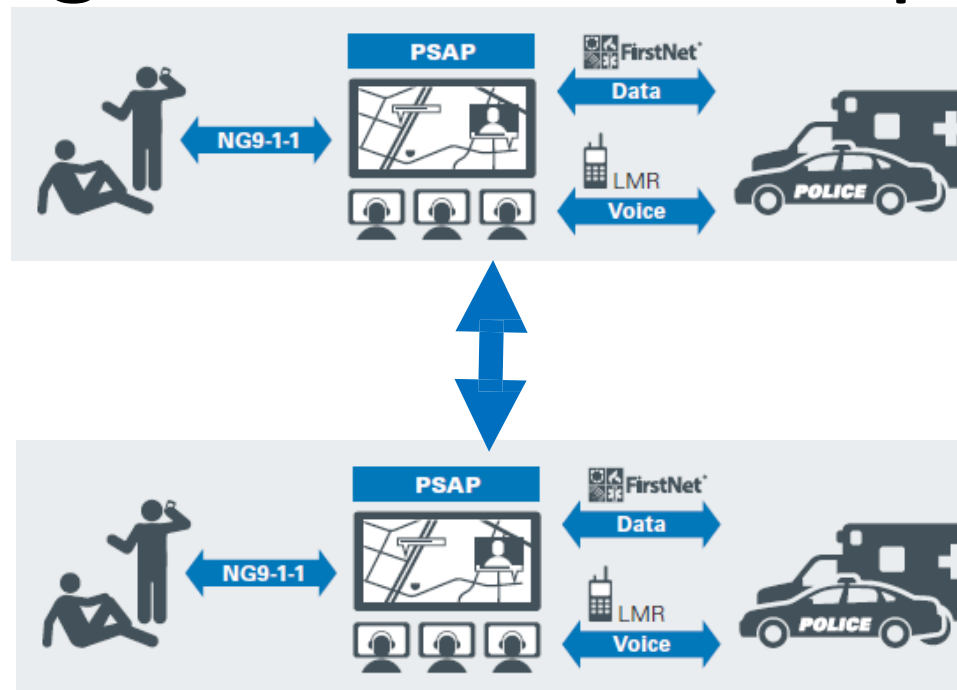 PSAP
FirstNet
Data
NG9-1-1
LMR
Voice
POLICE
PSAP
FirstNet
Data
NG9-1-1
LMR
Voice
POLICE